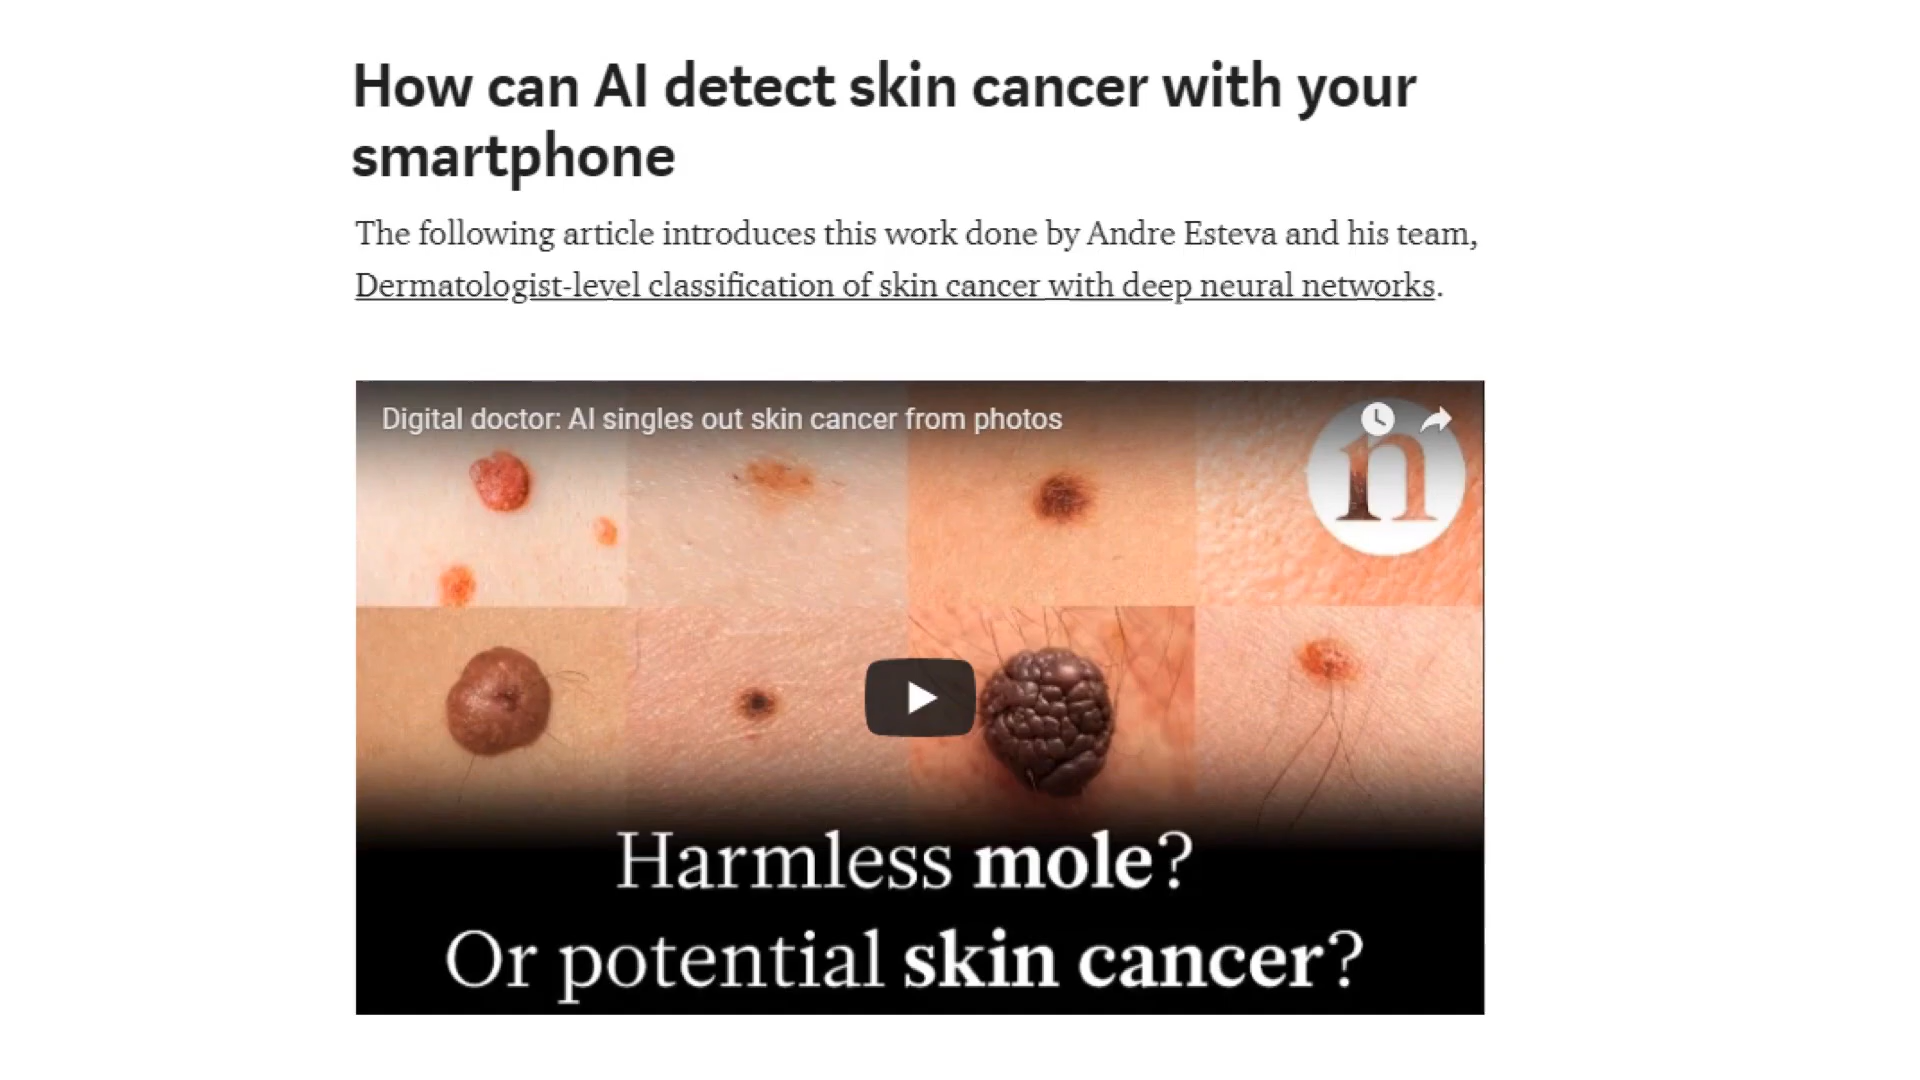 How can AI detect skin cancer with your
smartphone
The following article introduces this work done by Andre Esteva and his team,
Dermatologist-level classification of skin cancer with deep neural networks.
Digital doctor: AI singles out skin cancer from photos
n
Harmless mole?
Or potential skin cancer?